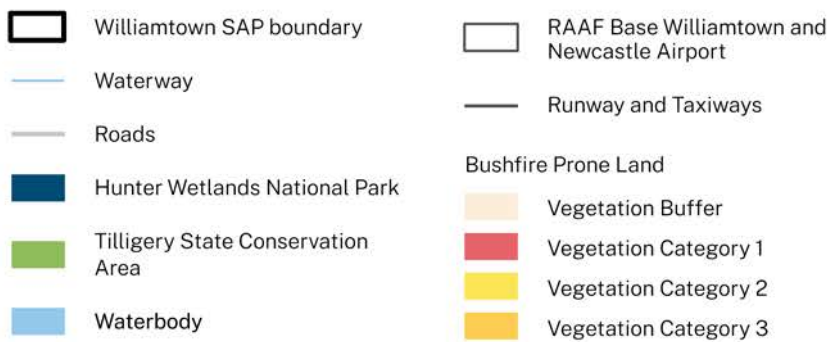 Williamtown SAP boundary
Waterway
Roads
Hunter Wetlands National Park
Tilligery State Conservation
Area
Waterbody
RAAF Base Williamtown and
Newcastle Airport
Runway and Taxiways
Bushfire Prone Land
Vegetation Buffer
Vegetation Category 1
Vegetation Category 2
Vegetation Category 3